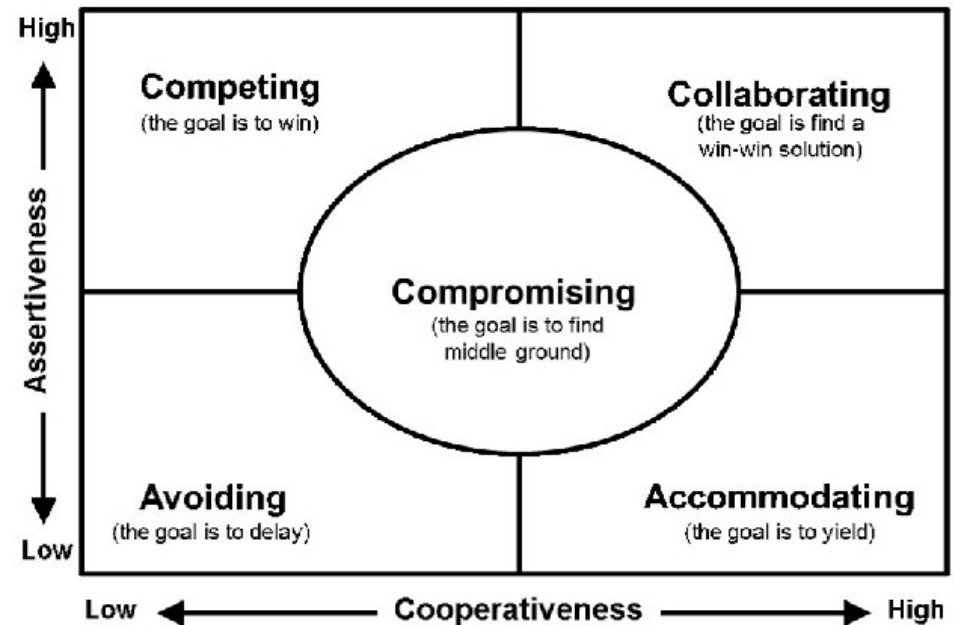 High
Competing
(the goal is to win)
Collaborating
(the goal is find a
win-win solution)
Assertiveness
Compromising
(the goal is to find
middle ground)
Avoiding
(the goal is to delay)
Accommodating
(the goal is to yield)
Low
Low
Cooperativeness
High